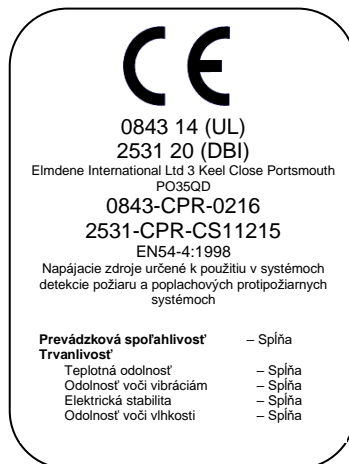 CE
0843 14 (UL)
2531 20 (DBI)
Elmdene International Ltd 3 Keel Close Portsmouth
PO35QD
0843-CPR-0216
2531-CPR-CS11215
EN54-4:1998
Napájacie zdroje určené k použitiu v systémoch
detekcie požiaru a poplachových protipožiarnych
systémoch
Prevádzková spoľahlivosť – Spĺňa
Trvanlivosť
Teplotná odolnosť – Spĺňa
Odolnosť voči vibráciám – Spĺňa
Elektrická stabilita – Spĺňa
Odolnosť voči vlhkosti – Spĺňa